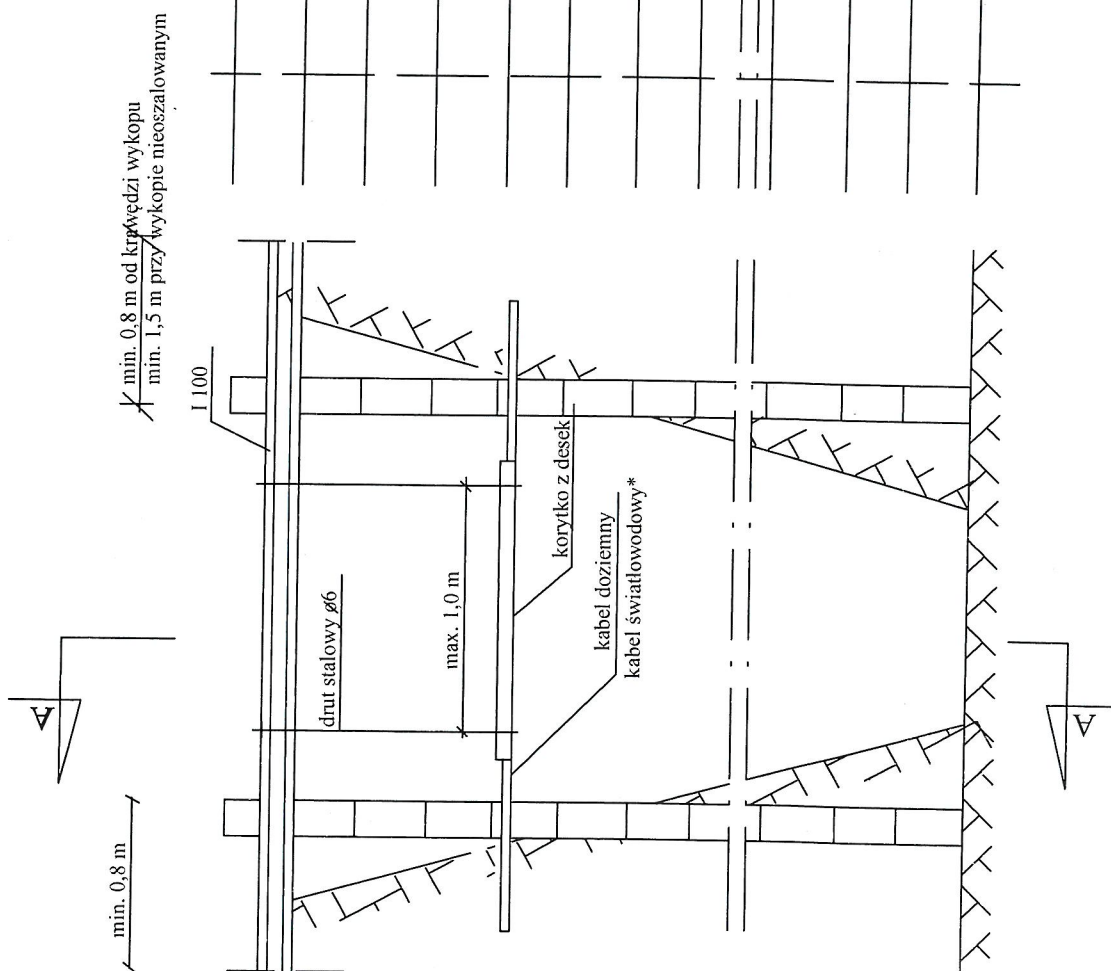 min. 0,8 m od krawędzi wykopu
min. 1,5 m przy wykopie nieoszalowanym
I 100
min. 0,8 m
drut stalowy ø6
max. 1,0 m
korytko z desek
kabel doziemny
kabel światłowodowy*
A
A